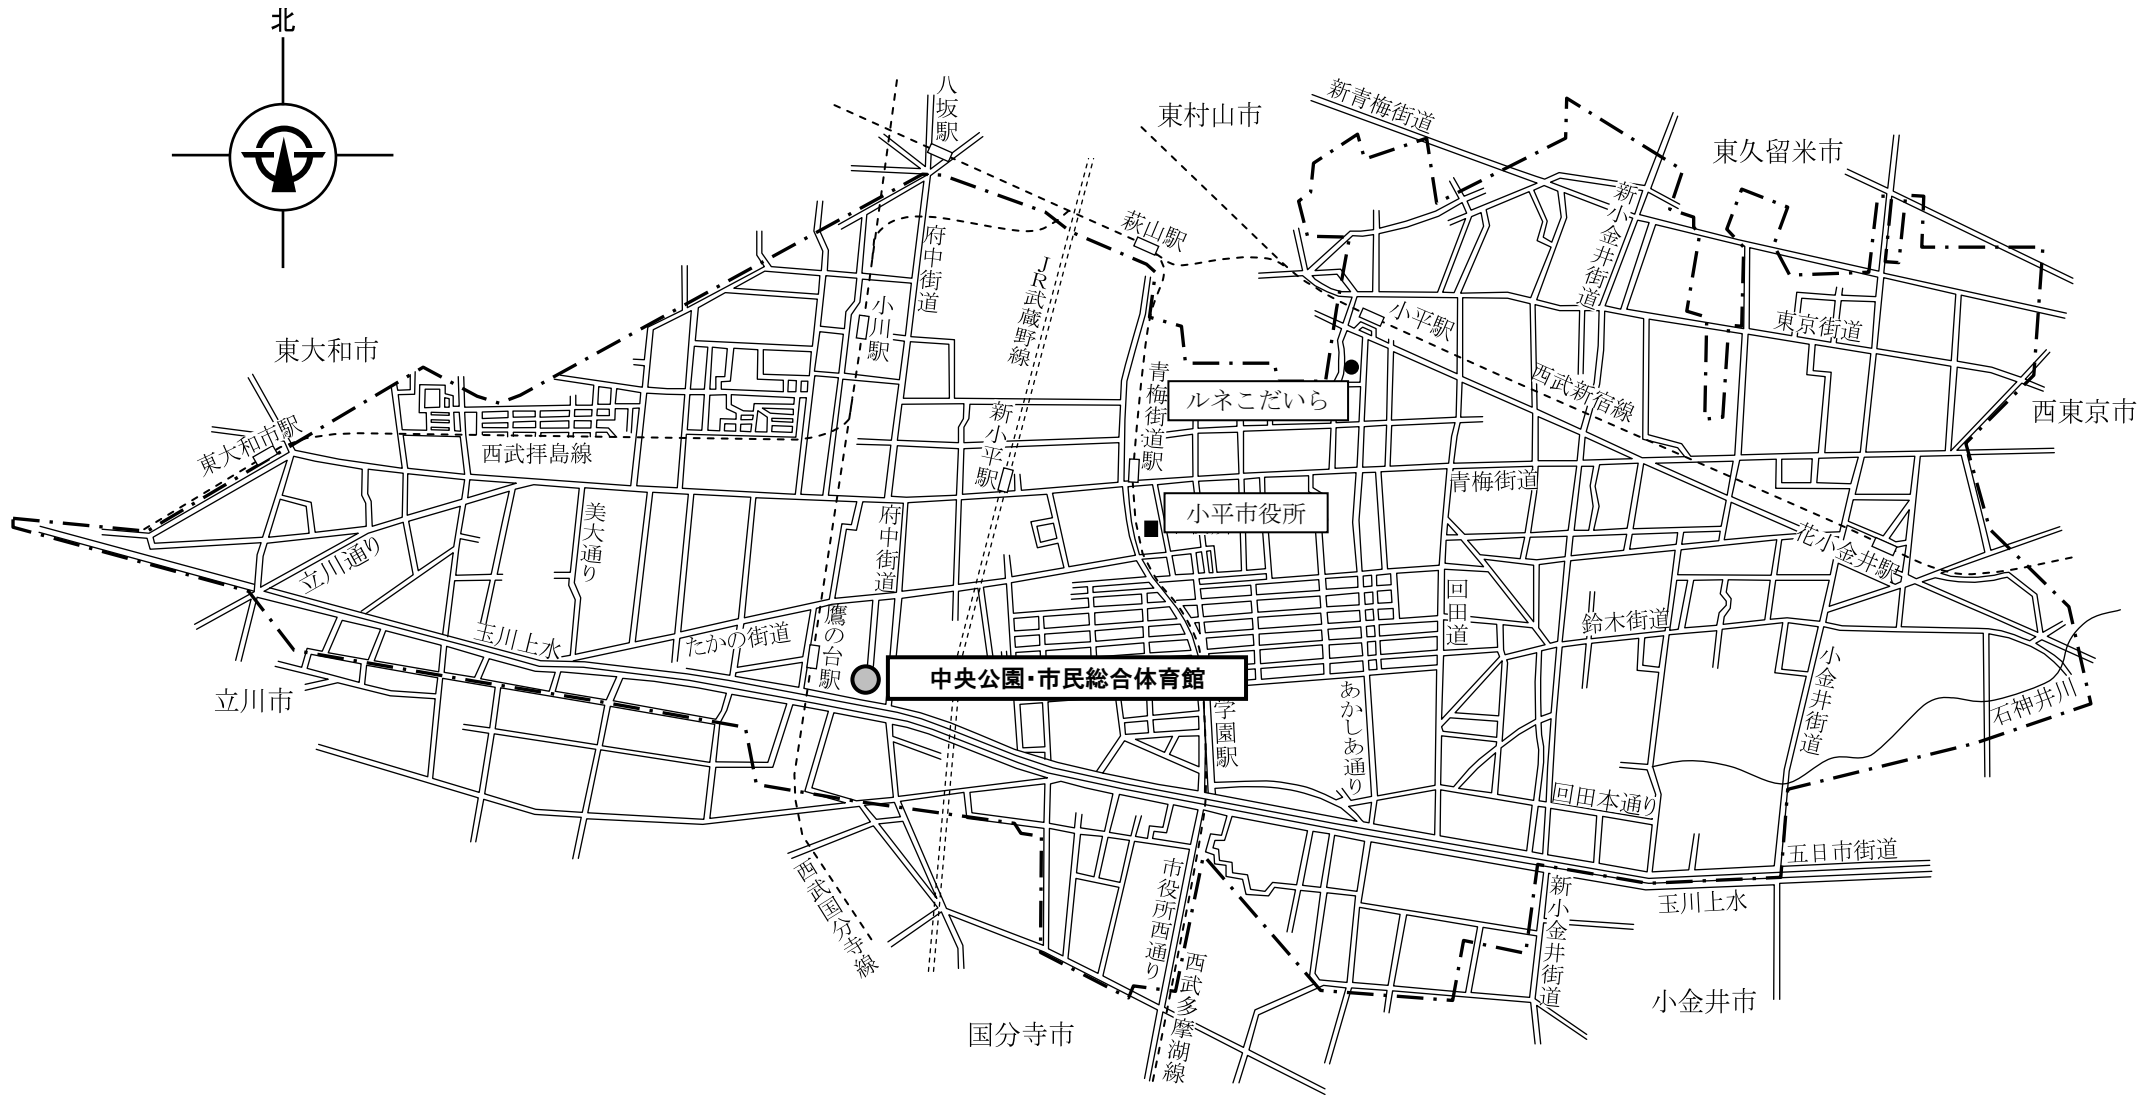 北
八坂駅
東村山市
新青梅街道
東久留米市
新小金井街道
萩山駅
府中街道
JR武蔵野線
小川駅
小平駅
東京街道
東大和市
青梅街道駅
西武新宿線
ルネこだいら
西東京市
新小平駅
東大和市駅
西武拝島線
青梅街道
美大通り
府中街道
小平市役所
花小金井駅
立川通り
回田道
鈴木街道
鷹の台駅
玉川上水
たかの街道
中央公園・市民総合体育館
小金井街道
石神井川
立川市
学園駅
あかしあ通り
回田本通り
五日市街道
西武国分寺線
市役所西通り
新小金井街道
玉川上水
西武多摩湖線
小金井市
国分寺市